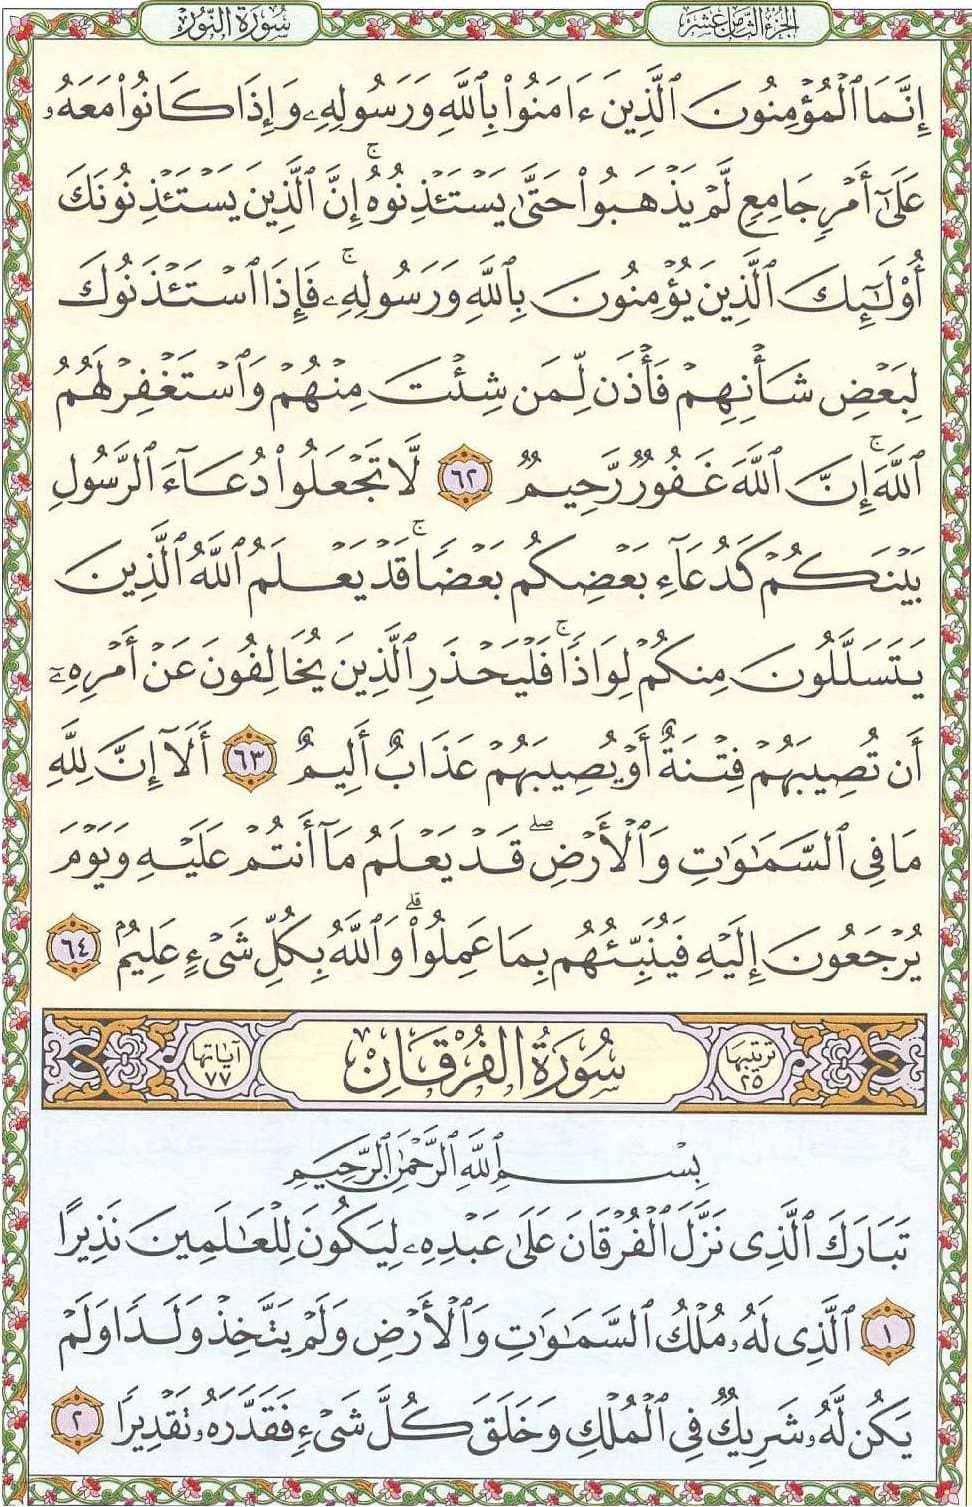 الجزء الثامن عشر
سورة النور
إِنَّمَا ٱلْمُؤْمِنُونَ ٱلَّذِينَ ءَامَنُوا۟ بِٱللَّهِ وَرَسُولِهِۦ وَإِذَا كَانُوا۟ مَعَهُۥ
عَلَىٰٓ أَمْرٍ جَامِعٍ لَّمْ يَذْهَبُوا۟ حَتَّىٰ يَسْتَـْٔذِنُوهُ ۚ إِنَّ ٱلَّذِينَ يَسْتَـْٔذِنُونَكَ
أُو۟لَـٰٓئِكَ ٱلَّذِينَ يُؤْمِنُونَ بِٱللَّهِ وَرَسُولِهِۦ ۚ فَإِذَا ٱسْتَـْٔذَنُوكَ
لِبَعْضِ شَأْنِهِمْ فَأْذَن لِّمَن شِئْتَ مِنْهُمْ وَٱسْتَغْفِرْ لَهُمُ
ٱللَّهَ ۚ إِنَّ ٱللَّهَ غَفُورٌ رَّحِيمٌ ٦٢ لَّا تَجْعَلُوا۟ دُعَآءَ ٱلرَّسُولِ
بَيْنَكُمْ كَدُعَآءِ بَعْضِكُم بَعْضًا ۚ قَدْ يَعْلَمُ ٱللَّهُ ٱلَّذِينَ
يَتَسَلَّلُونَ مِنكُمْ لِوَاذًا ۚ فَلْيَحْذَرِ ٱلَّذِينَ يُخَالِفُونَ عَنْ أَمْرِهِۦٓ
أَن تُصِيبَهُمْ فِتْنَةٌ أَوْ يُصِيبَهُمْ عَذَابٌ أَلِيمٌ ٦٣ أَلَآ إِنَّ لِلَّهِ
مَا فِى ٱلسَّمَـٰوَٰتِ وَٱلْأَرْضِ ۖ قَدْ يَعْلَمُ مَآ أَنتُمْ عَلَيْهِ وَيَوْمَ
يُرْجَعُونَ إِلَيْهِ فَيُنَبِّئُهُم بِمَا عَمِلُوا۟ ۗ وَٱللَّهُ بِكُلِّ شَىْءٍ عَلِيمٌۢ ٦٤
ترتيبها ٢٥ سُورَةُ الْفُرْقَانِ آياتها ٧٧
بِسْمِ ٱللَّهِ ٱلرَّحْمَـٰنِ ٱلرَّحِيمِ
تَبَارَكَ ٱلَّذِى نَزَّلَ ٱلْفُرْقَانَ عَلَىٰ عَبْدِهِۦ لِيَكُونَ لِلْعَـٰلَمِينَ نَذِيرًا
١ ٱلَّذِى لَهُۥ مُلْكُ ٱلسَّمَـٰوَٰتِ وَٱلْأَرْضِ وَلَمْ يَتَّخِذْ وَلَدًا وَلَمْ
يَكُن لَّهُۥ شَرِيكٌ فِى ٱلْمُلْكِ وَخَلَقَ كُلَّ شَىْءٍ فَقَدَّرَهُۥ تَقْدِيرًا ٢